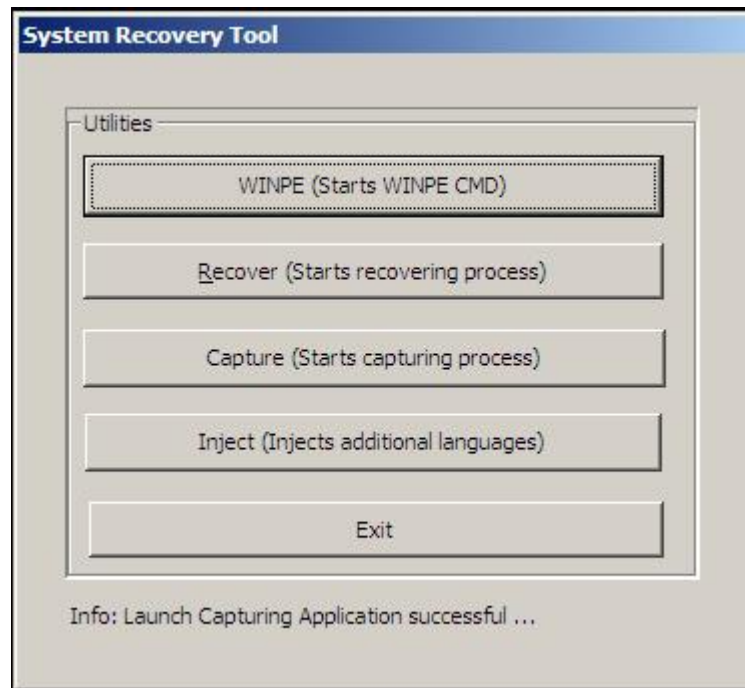 System Recovery Tool
Utilities
WINPE (Starts WINPE CMD)
Recover (Starts recovering process)
Capture (Starts capturing process)
Inject (Injects additional languages)
Exit
Info: Launch Capturing Application successful ...